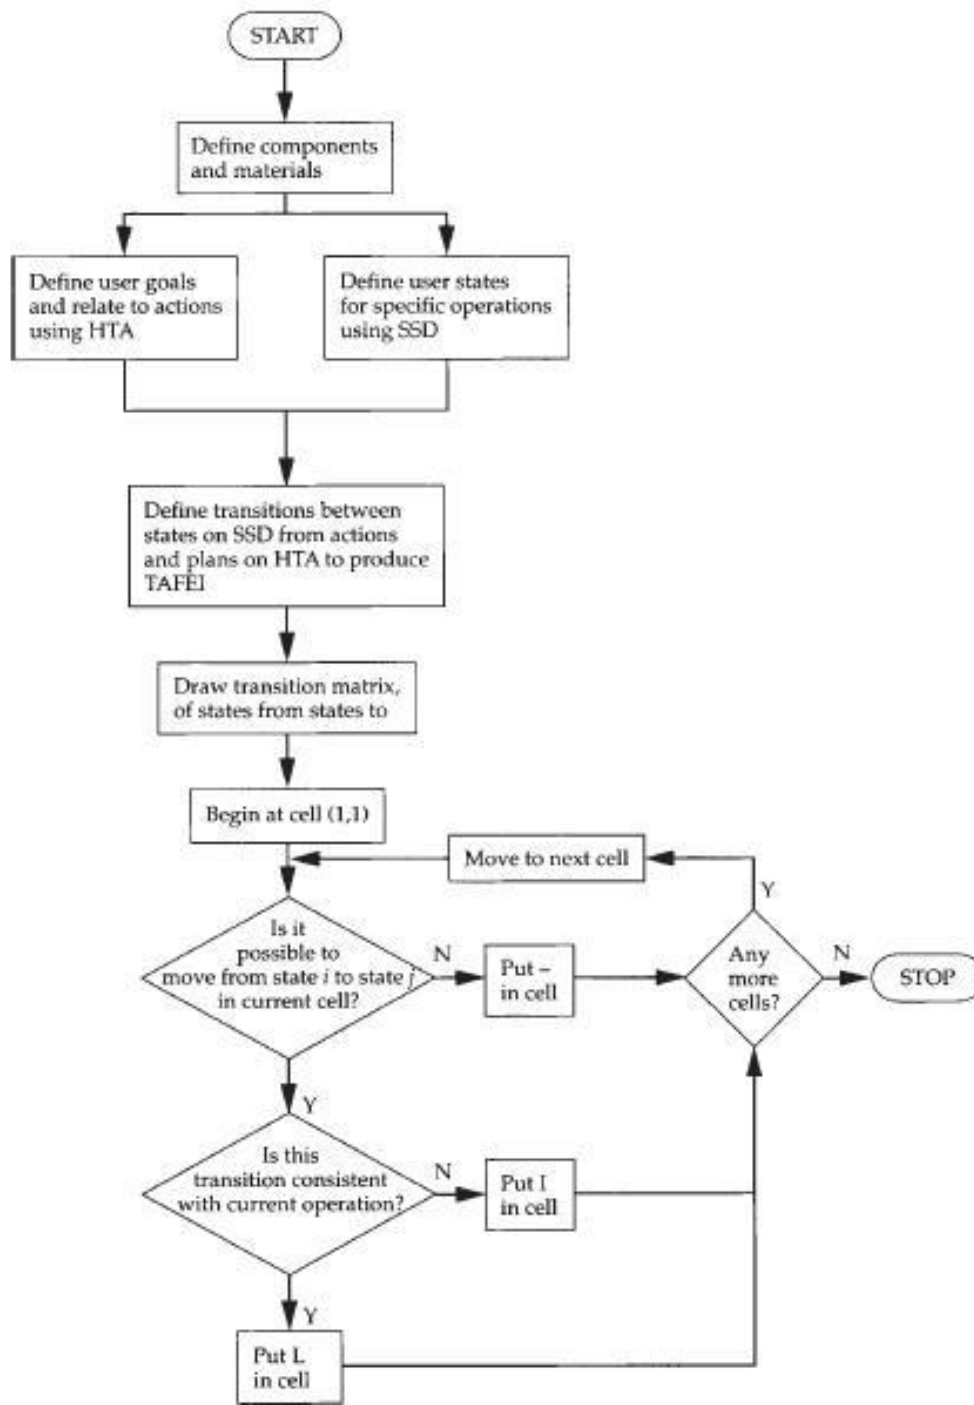 START
Define components
and materials
Define user goals
and relate to actions
using HTA
Define user states
for specific operations
using SSD
Define transitions between
states on SSD from actions
and plans on HTA to produce
TAFEI
Draw transition matrix,
of states from states to
Begin at cell (1,1)
Move to next cell
Y
Is it
possible to
move from state i to state j
in current cell?
N
Put –
in cell
Any
more
cells?
N
STOP
Y
Is this
transition consistent
with current operation?
N
Put I
in cell
Y
Put L
in cell